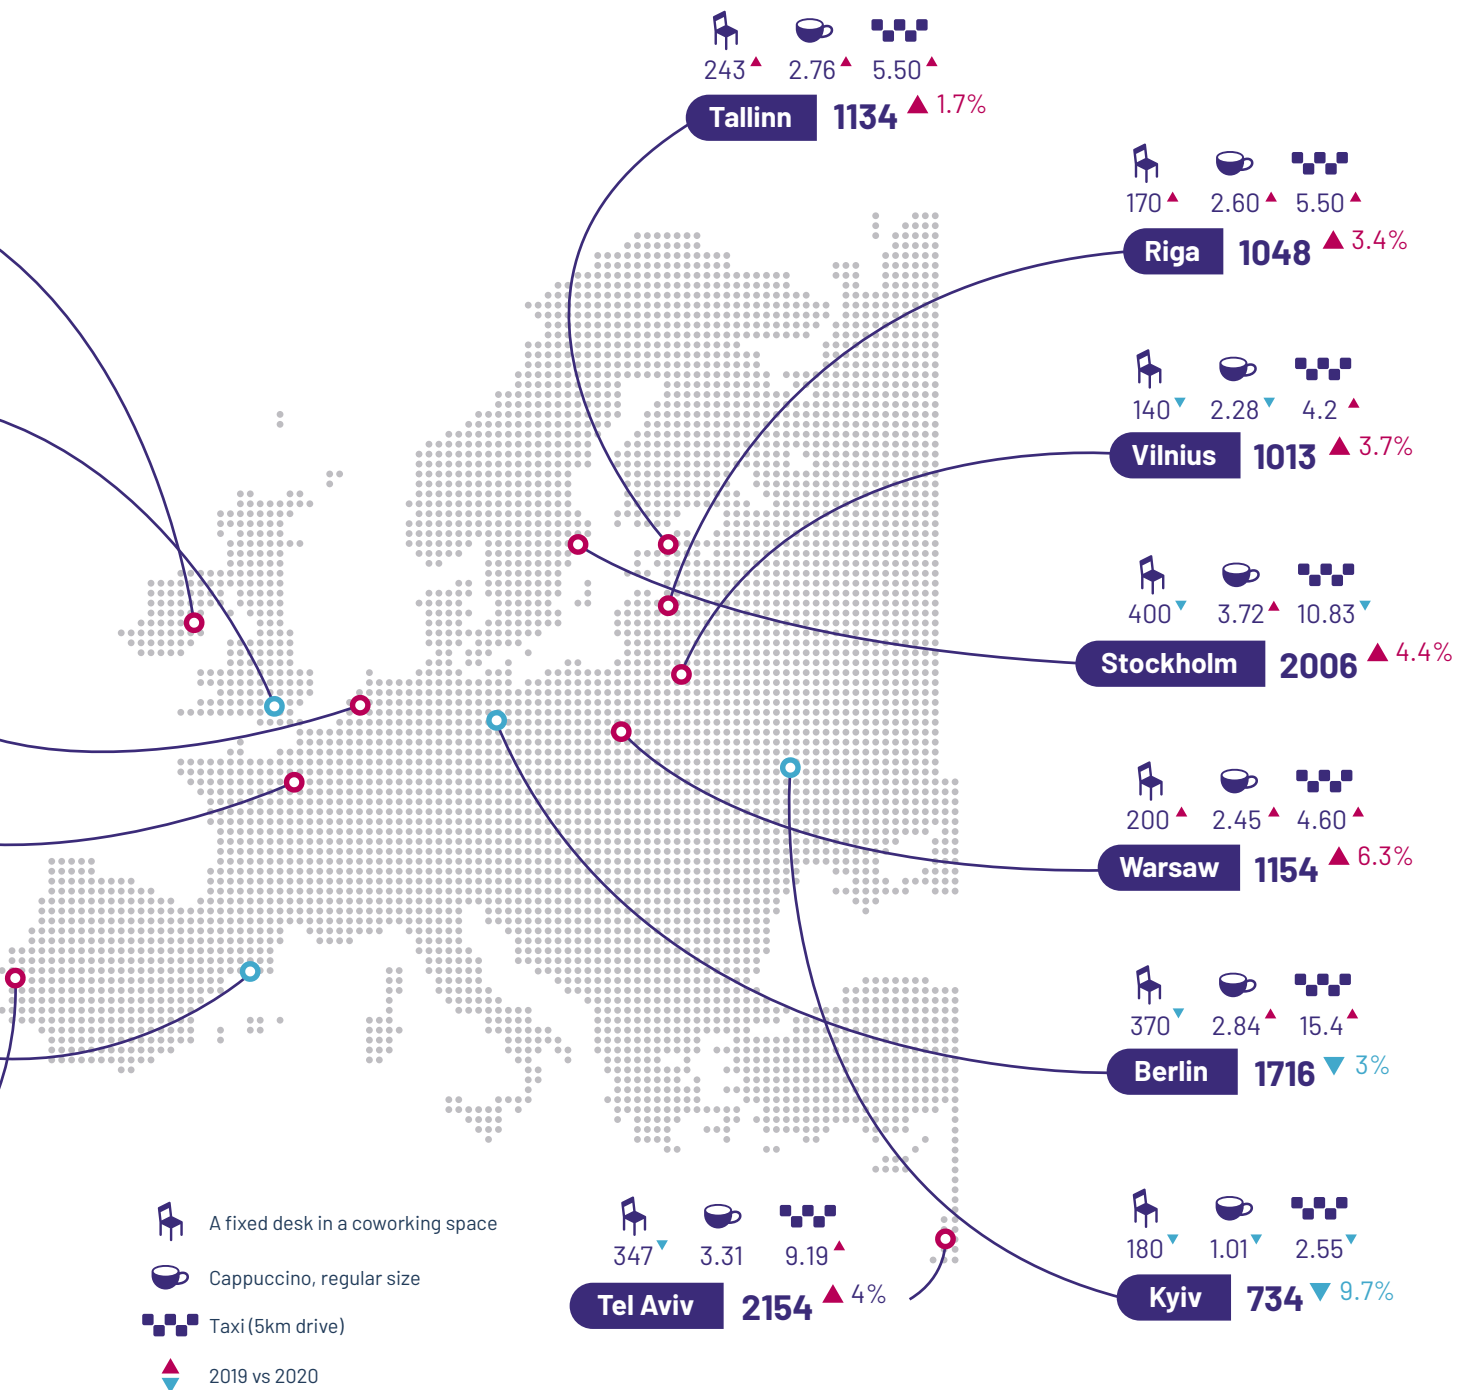 243 2.76 5.50
Tallinn 1134 1.7%
170 2.60 5.50
Riga 1048 3.4%
140 2.28 4.2
Vilnius 1013 3.7%
400 3.72 10.83
Stockholm 2006 4.4%
200 2.45 4.60
Warsaw 1154 6.3%
370 2.84 15.4
Berlin 1716 3%
180 1.01 2.55
Kyiv 734 9.7%
347 3.31 9.19
Tel Aviv 2154 4%
A fixed desk in a coworking space
Cappuccino, regular size
Taxi (5km drive)
2019 vs 2020